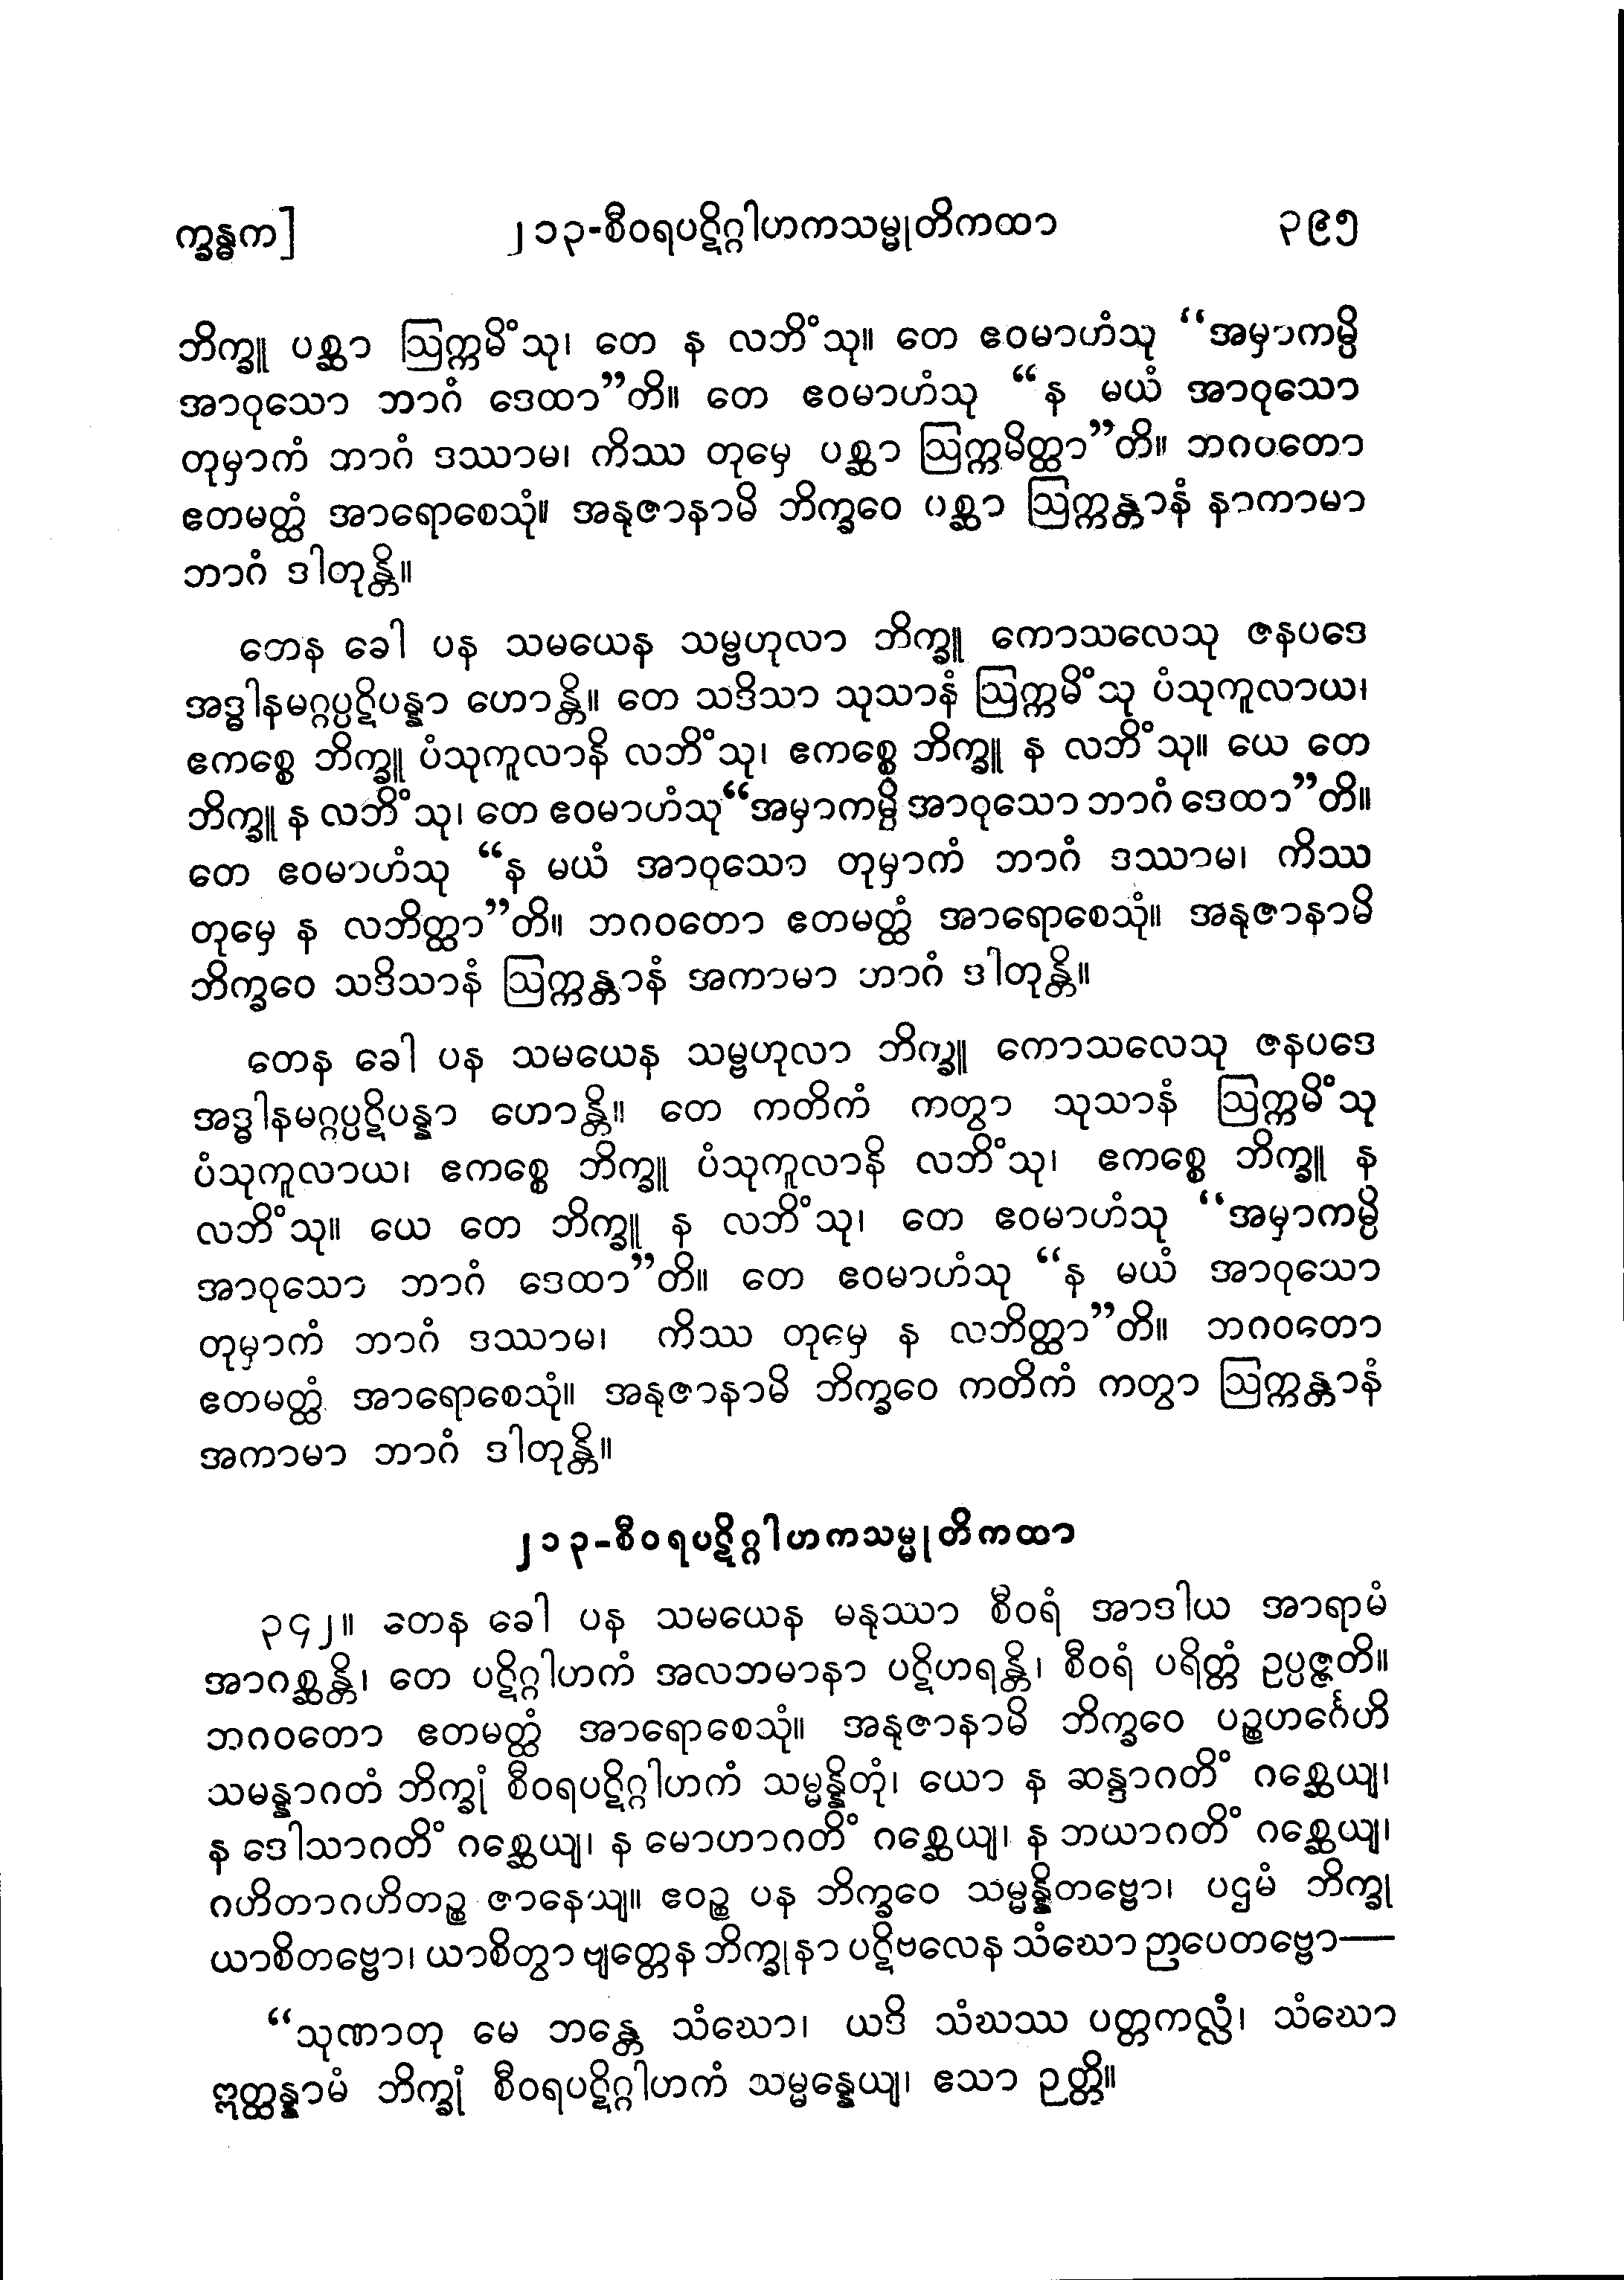 က္ခန္ဓက]
၂၁၃-စီဝရပဋိဂ္ဂါဟကသမ္မုတိကထာ
၃၉၅
ဘိက္ခူ ပစ္ဆာ ဩက္ကမိံသု၊ တေ န လဘိံသု။ တေ ဧဝမာဟံသု “အမှာကမ္ပိ
အာဝုသော ဘာဂံ ဒေထာ”တိ။ တေ ဧဝမာဟံသု “န မယံ အာဝုသော
တုမှာကံ ဘာဂံ ဒဿာမ၊ ကိဿ တုမှေ ပစ္ဆာ ဩက္ကမိတ္ထာ”တိ။ ဘဂဝတော
ဧတမတ္ထံ အာရောစေသုံ။ အနုဇာနာမိ ဘိက္ခဝေ ပစ္ဆာ ဩက္ကန္တာနံ နာကာမာ
ဘာဂံ ဒါတုန္တိ။
တေန ခေါ ပန သမယေန သမ္ဗဟုလာ ဘိက္ခူ ကောသလေသု ဇနပဒေ
အဒ္ဓါနမဂ္ဂပ္ပဋိပန္နာ ဟောန္တိ။ တေ သဒိသာ သုသာနံ ဩက္ကမိံသု ပံသုကူလာယ၊
ဧကစ္စေ ဘိက္ခူ ပံသုကူလာနိ လဘိံသု၊ ဧကစ္စေ ဘိက္ခူ န လဘိံသု။ ယေ တေ
ဘိက္ခူ န လဘိံသု၊ တေ ဧဝမာဟံသု“အမှာကမ္ပိ အာဝုသော ဘာဂံ ဒေထာ”တိ။
တေ ဧဝမာဟံသု “န မယံ အာဝုသော တုမှာကံ ဘာဂံ ဒဿာမ၊ ကိဿ
တုမှေ န လဘိတ္ထာ”တိ။ ဘဂဝတော ဧတမတ္ထံ အာရောစေသုံ။ အနုဇာနာမိ
ဘိက္ခဝေ သဒိသာနံ ဩက္ကန္တာနံ အကာမာ ဘာဂံ ဒါတုန္တိ။
တေန ခေါ ပန သမယေန သမ္ဗဟုလာ ဘိက္ခူ ကောသလေသု ဇနပဒေ
အဒ္ဓါနမဂ္ဂပ္ပဋိပန္နာ ဟောန္တိ။ တေ ကတိကံ ကတွာ သုသာနံ ဩက္ကမိံသု
ပံသုကူလာယ၊ ဧကစ္စေ ဘိက္ခူ ပံသုကူလာနိ လဘိံသု၊ ဧကစ္စေ ဘိက္ခူ န
လဘိံသု။ ယေ တေ ဘိက္ခူ န လဘိံသု၊ တေ ဧဝမာဟံသု “အမှာကမ္ပိ
အာဝုသော ဘာဂံ ဒေထာ”တိ။ တေ ဧဝမာဟံသု “န မယံ အာဝုသော
တုမှာကံ ဘာဂံ ဒဿာမ၊ ကိဿ တုမှေ န လဘိတ္ထာ”တိ။ ဘဂဝတော
ဧတမတ္ထံ အာရောစေသုံ။ အနုဇာနာမိ ဘိက္ခဝေ ကတိကံ ကတွာ ဩက္ကန္တာနံ
အကာမာ ဘာဂံ ဒါတုန္တိ။
၂၁၃-စီဝရပဋိဂ္ဂါဟကသမ္မုတိကထာ
၃၄၂။ တေန ခေါ ပန သမယေန မနုဿာ စီဝရံ အာဒါယ အာရာမံ
အာဂစ္ဆန္တိ၊ တေ ပဋိဂ္ဂါဟကံ အလဘမာနာ ပဋိဟရန္တိ၊ စီဝရံ ပရိတ္တံ ဥပ္ပဇ္ဇတိ။
ဘဂဝတော ဧတမတ္ထံ အာရောစေသုံ။ အနုဇာနာမိ ဘိက္ခဝေ ပဉ္စဟင်္ဂေဟိ
သမန္နာဂတံ ဘိက္ခုံ စီဝရပဋိဂ္ဂါဟကံ သမ္မန္နိတုံ၊ ယော န ဆန္ဒာဂတိံ ဂစ္ဆေယျ၊
န ဒေါသာဂတိံ ဂစ္ဆေယျ၊ န မောဟာဂတိံ ဂစ္ဆေယျ၊ န ဘယာဂတိံ ဂစ္ဆေယျ၊
ဂဟိတာဂဟိတဉ္စ ဇာနေယျ။ ဧဝဉ္စ ပန ဘိက္ခဝေ သမ္မန္နိတဗ္ဗော၊ ပဌမံ ဘိက္ခု
ယာစိတဗ္ဗော၊ ယာစိတွာ ဗျတ္တေန ဘိက္ခုနာ ပဋိဗလေန သံဃော ဉာပေတဗ္ဗော—
“သုဏာတု မေ ဘန္တေ သံဃော၊ ယဒိ သံဃဿ ပတ္တကလ္လံ၊ သံဃော
ဣတ္ထန္နာမံ ဘိက္ခုံ စီဝရပဋိဂ္ဂါဟကံ သမ္မန္နေယျ၊ ဧသာ ဉတ္တိ။